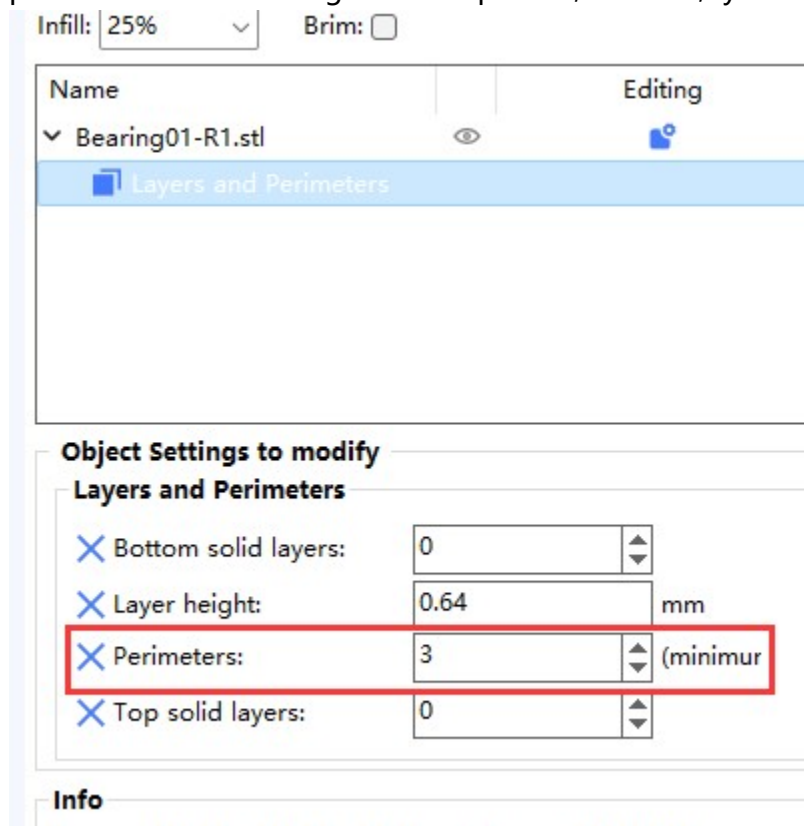 Infill: 25% Brim:
Name Editing
Bearing01-R1.stl
Layers and Perimeters
Object Settings to modify
Layers and Perimeters
Bottom solid layers: 0
Layer height: 0.64 mm
Perimeters: 3 (minimur
Top solid layers: 0
Info